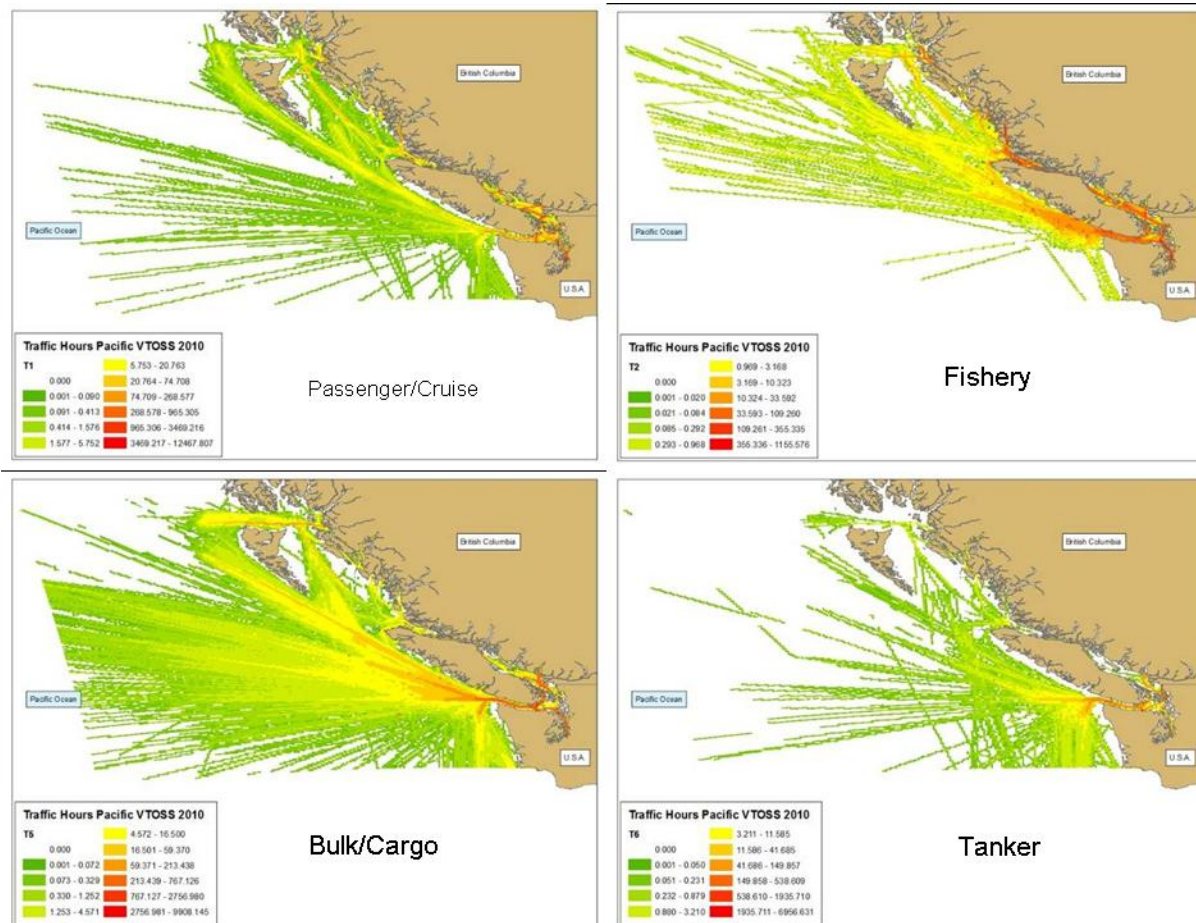 British Columbia
Pacific Ocean
U.S.A.
Traffic Hours Pacific VTOSS 2010
T1
0.000
0.001 - 0.090
0.091 - 0.413
0.414 - 1.576
1.577 - 5.752
5.753 - 20.763
20.764 - 74.708
74.709 - 268.577
268.578 - 965.305
965.306 - 3469.216
3469.217 - 12467.807
Passenger/Cruise
British Columbia
Pacific Ocean
U.S.A.
Traffic Hours Pacific VTOSS 2010
T2
0.000
0.001 - 0.020
0.021 - 0.084
0.085 - 0.292
0.293 - 0.968
0.969 - 3.168
3.169 - 10.323
10.324 - 33.592
33.593 - 109.260
109.261 - 355.335
355.336 - 1155.576
Fishery
British Columbia
Pacific Ocean
U.S.A.
Traffic Hours Pacific VTOSS 2010
T5
0.000
0.001 - 0.072
0.073 - 0.329
0.330 - 1.252
1.253 - 4.571
4.572 - 16.500
16.501 - 59.370
59.371 - 213.438
213.439 - 767.126
767.127 - 2756.980
2756.981 - 9908.145
Bulk/Cargo
British Columbia
Pacific Ocean
U.S.A.
Traffic Hours Pacific VTOSS 2010
T6
0.000
0.001 - 0.050
0.051 - 0.231
0.232 - 0.879
0.880 - 3.210
3.211 - 11.585
11.586 - 41.685
41.686 - 149.857
149.858 - 538.609
538.610 - 1935.710
1935.711 - 6956.631
Tanker